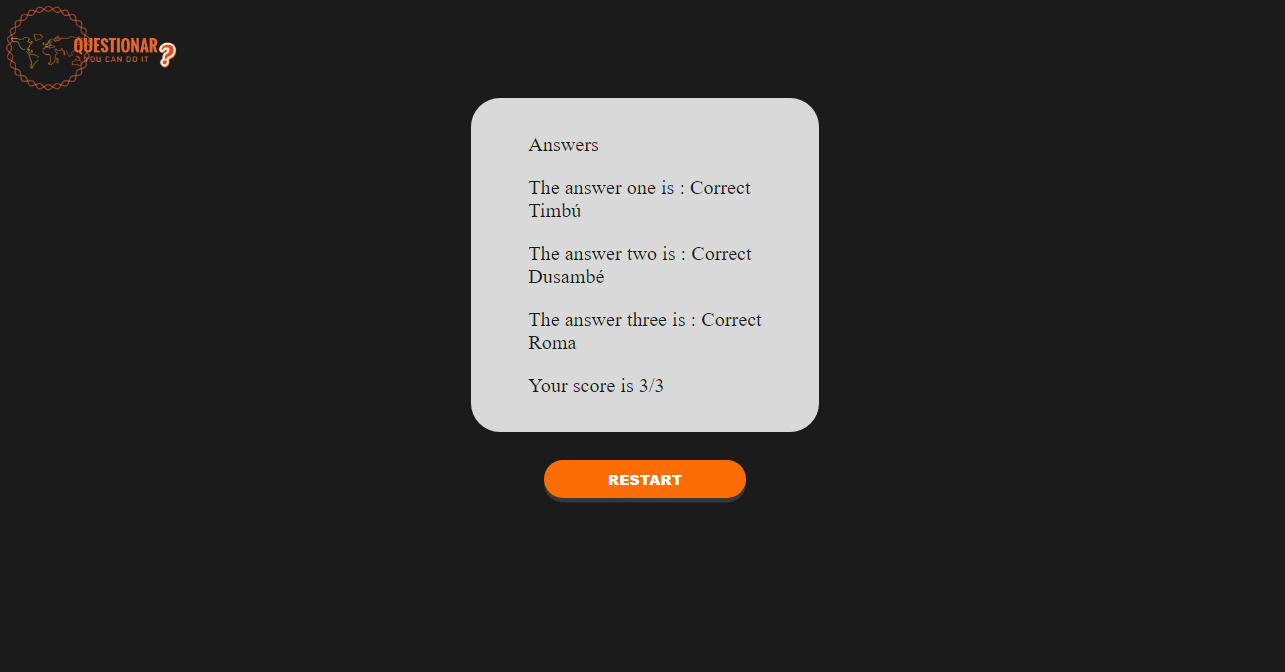 QUESTIONAR
YOU CAN DO IT
?
Answers
The answer one is : Correct
Timbú
The answer two is : Correct
Dusambé
The answer three is : Correct
Roma
Your score is 3/3
RESTART